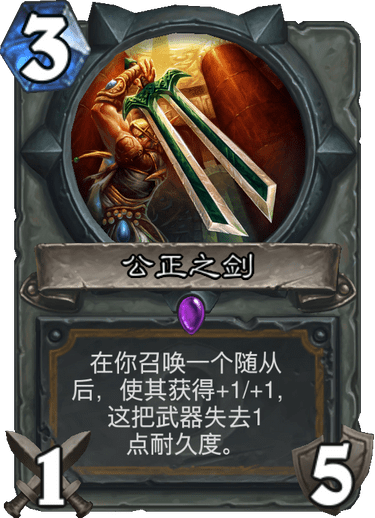 3
公正之剑
在你召唤一个随从
后，使其获得+1/+1，
这把武器失去1
点耐久度。
1
5